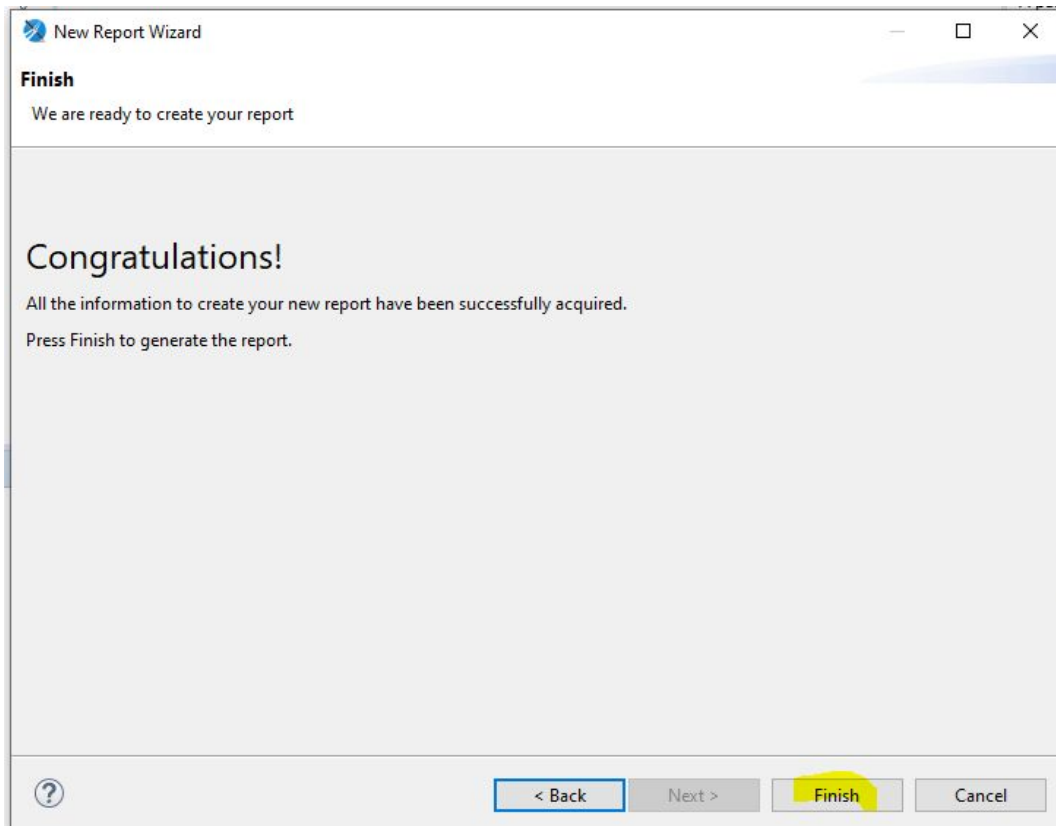 New Report Wizard
Finish
We are ready to create your report
Congratulations!
All the information to create your new report have been successfully acquired.
Press Finish to generate the report.
?
< Back
Next >
Finish
Cancel